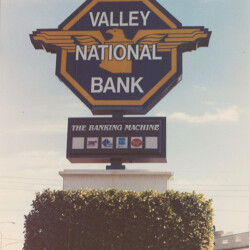 VALLEY
NATIONAL
BANK
THE BANKING MACHINE